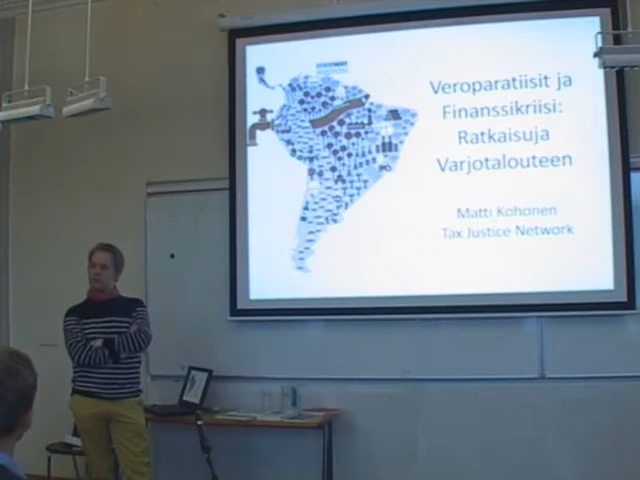 Veroparatiisit ja
Finanssikriisi:
Ratkaisuja
Varjotalouteen
Matti Kohonen
Tax Justice Network